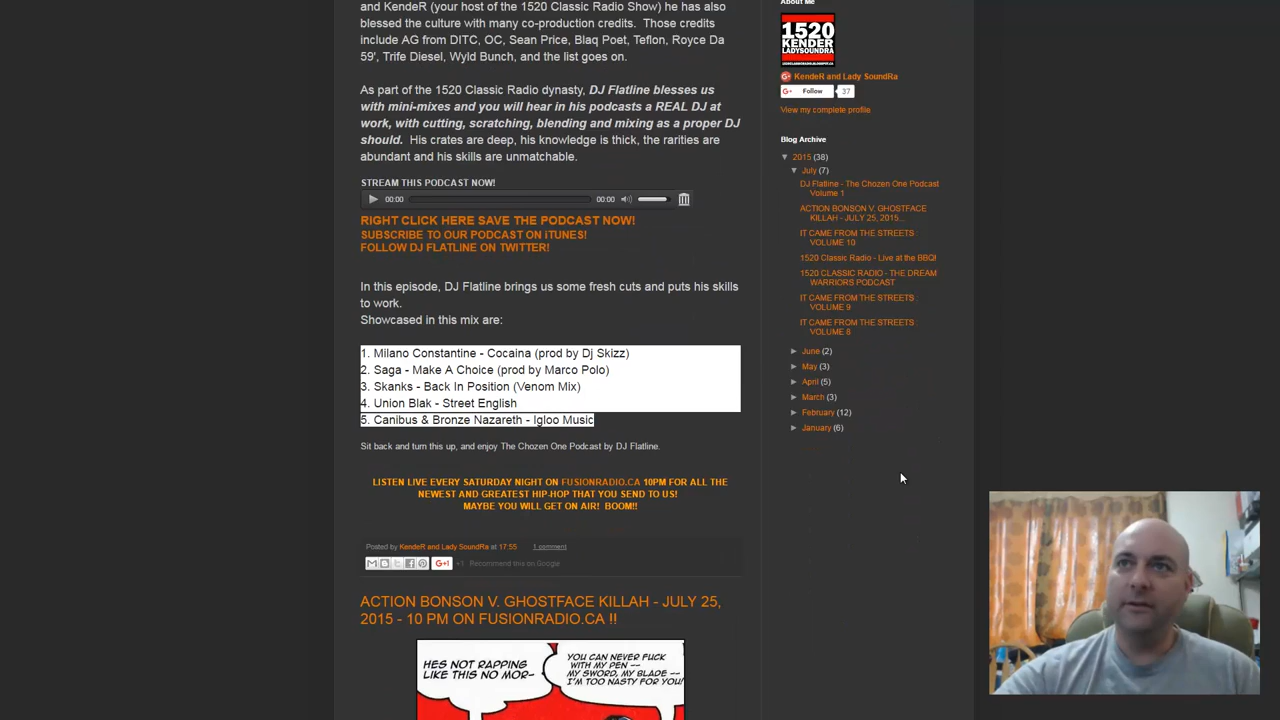 and KendeR (your host of the 1520 Classic Radio Show) he has also
blessed the culture with many co-production credits. Those credits
include AG from DITC, OC, Sean Price, Blaq Poet, Teflon, Royce Da
59', Trife Diesel, Wyld Bunch, and the list goes on.
As part of the 1520 Classic Radio dynasty, DJ Flatline blesses us
with mini-mixes and you will hear in his podcasts a REAL DJ at
work, with cutting, scratching, blending and mixing as a proper DJ
should. His crates are deep, his knowledge is thick, the rarities are
abundant and his skills are unmatchable.
STREAM THIS PODCAST NOW!
00:00 00:00
RIGHT CLICK HERE SAVE THE PODCAST NOW!
SUBSCRIBE TO OUR PODCAST ON iTUNES!
FOLLOW DJ FLATLINE ON TWITTER!
In this episode, DJ Flatline brings us some fresh cuts and puts his skills
to work.
Showcased in this mix are:
1. Milano Constantine - Cocaina (prod by Dj Skizz)
2. Saga - Make A Choice (prod by Marco Polo)
3. Skanks - Back In Position (Venom Mix)
4. Union Blak - Street English
5. Canibus & Bronze Nazareth - Igloo Music
Sit back and turn this up, and enjoy The Chozen One Podcast by DJ Flatline.
LISTEN LIVE EVERY SATURDAY NIGHT ON FUSIONRADIO.CA 10PM FOR ALL THE
NEWEST AND GREATEST HIP-HOP THAT YOU SEND TO US!
MAYBE YOU WILL GET ON AIR! BOOM!!
Posted by KendeR and Lady SoundRa at 17:55 1 comment
G+1 +1 Recommend this on Google
ACTION BONSON V. GHOSTFACE KILLAH - JULY 25,
2015 - 10 PM ON FUSIONRADIO.CA !!
HES NOT RAPPING
LIKE THIS NO MOR-
YOU CAN NEVER FUCK
WITH MY PEN --
MY SWORD, MY BLADE --
I'M TOO NASTY FOR YOU!
About Me
1520
KENDER
LADYSOUNDRA
KendeR and Lady SoundRa
G+ Follow 37
View my complete profile
Blog Archive
▼ 2015 (38)
▼ July (7)
DJ Flatline - The Chozen One Podcast
Volume 1
ACTION BONSON V. GHOSTFACE
KILLAH - JULY 25, 2015...
IT CAME FROM THE STREETS :
VOLUME 10
1520 Classic Radio - Live at the BBQ!
1520 CLASSIC RADIO - THE DREAM
WARRIORS PODCAST
IT CAME FROM THE STREETS :
VOLUME 9
IT CAME FROM THE STREETS :
VOLUME 8
► June (2)
► May (3)
► April (5)
► March (3)
► February (12)
► January (6)